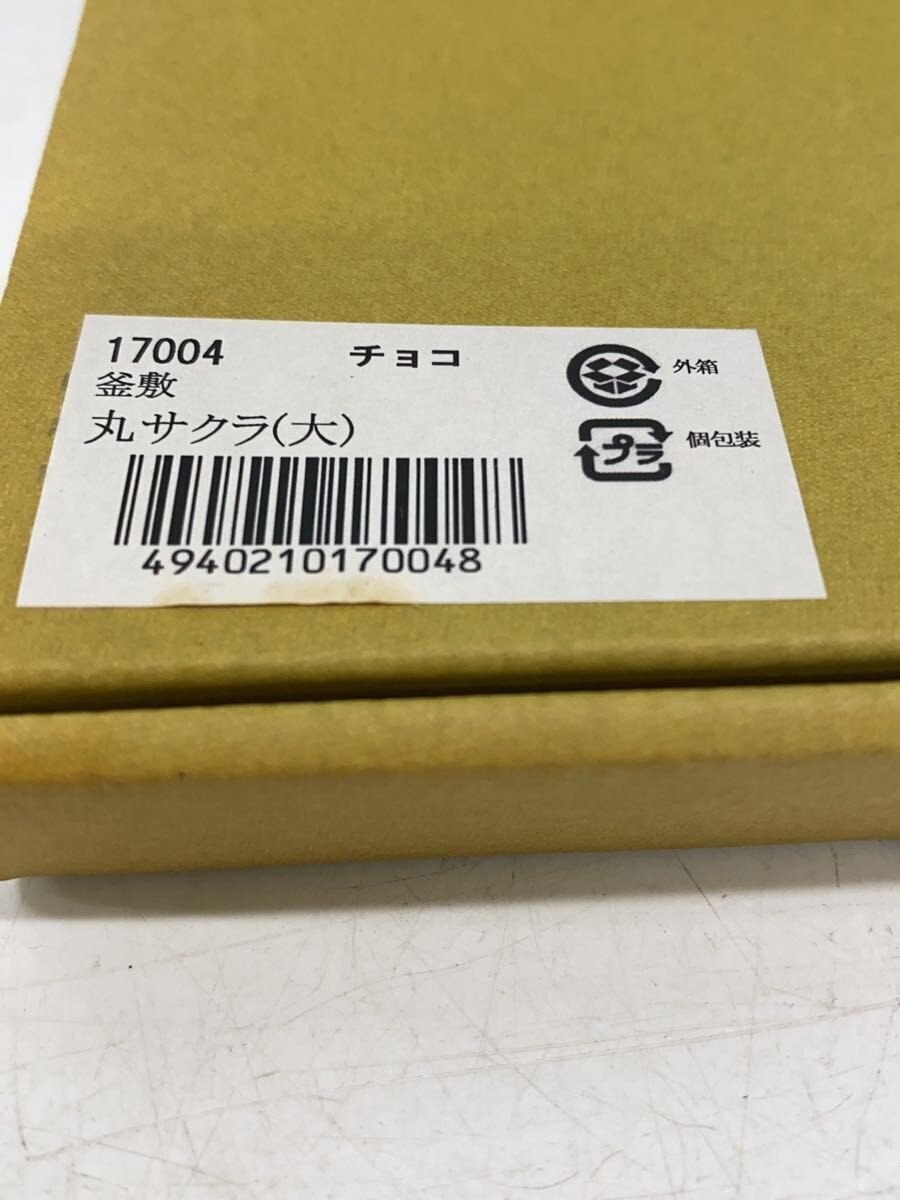 17004 チョコ
釜敷
丸サクラ(大)
4940210170048
外箱
プラ
個包装